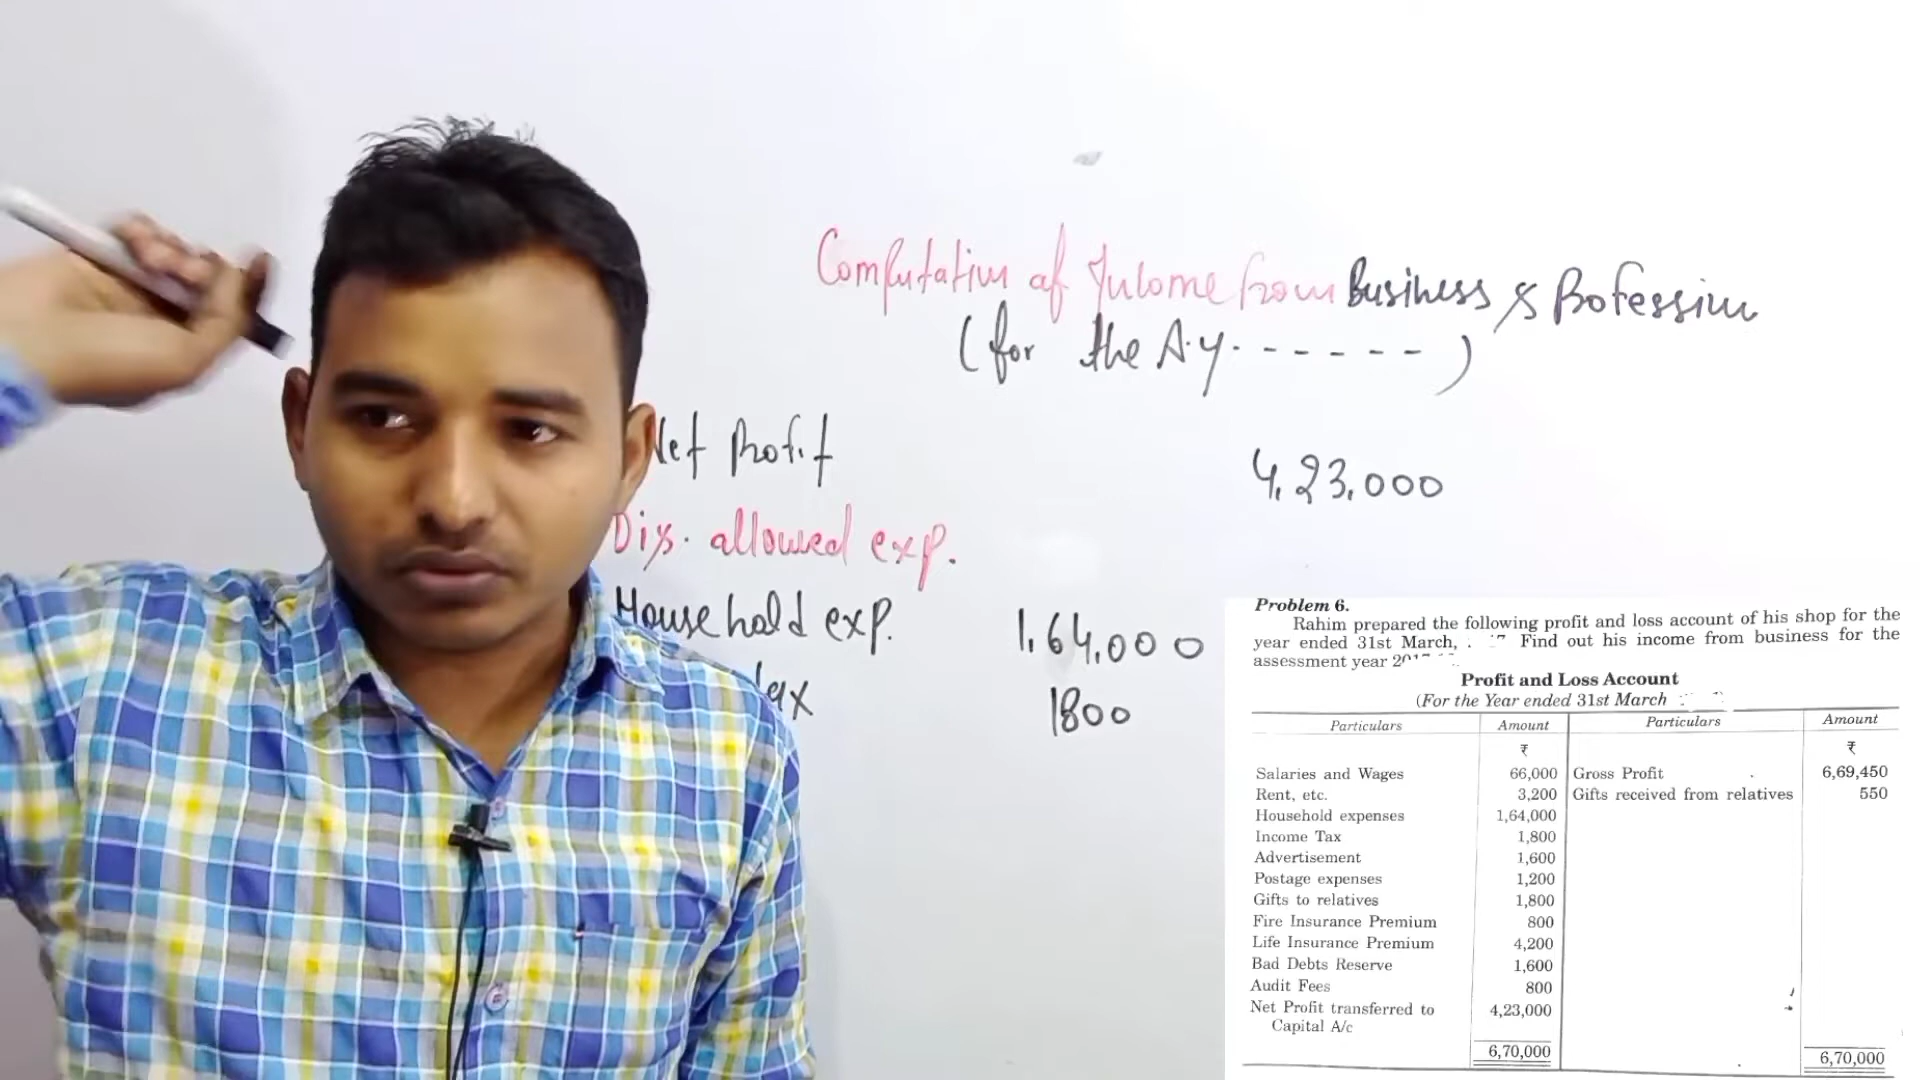 Computation of Income from Business & Profession
(for the A.y. - - - - - - )
Net Profit 4,23,000
Dis. allowed exp.
Household exp. 1,64,000
tax 1800
Problem 6.
Rahim prepared the following profit and loss account of his shop for the
year ended 31st March, Find out his income from business for the
assessment year
Profit and Loss Account
(For the Year ended 31st March
Particulars Amount Particulars Amount
₹ ₹
Salaries and Wages 66,000 Gross Profit 6,69,450
Rent, etc. 3,200 Gifts received from relatives 550
Household expenses 1,64,000
Income Tax 1,800
Advertisement 1,600
Postage expenses 1,200
Gifts to relatives 1,800
Fire Insurance Premium 800
Life Insurance Premium 4,200
Bad Debts Reserve 1,600
Audit Fees 800
Net Profit transferred to 4,23,000
Capital A/c
6,70,000 6,70,000